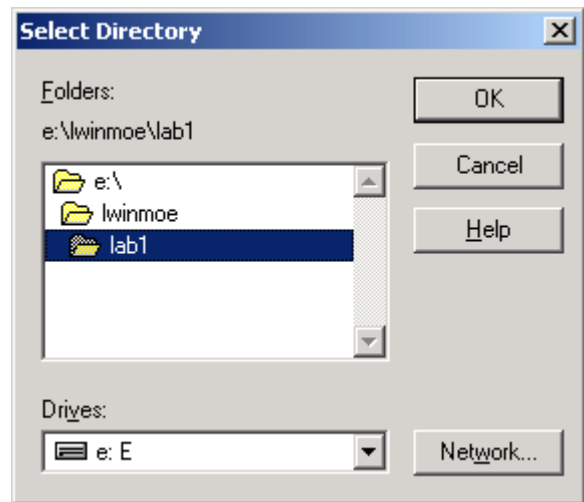 Select Directory
Folders:
e:\lwinmoe\lab1
e:\
lwinmoe
lab1
Drives:
e: E
OK
Cancel
Help
Network...